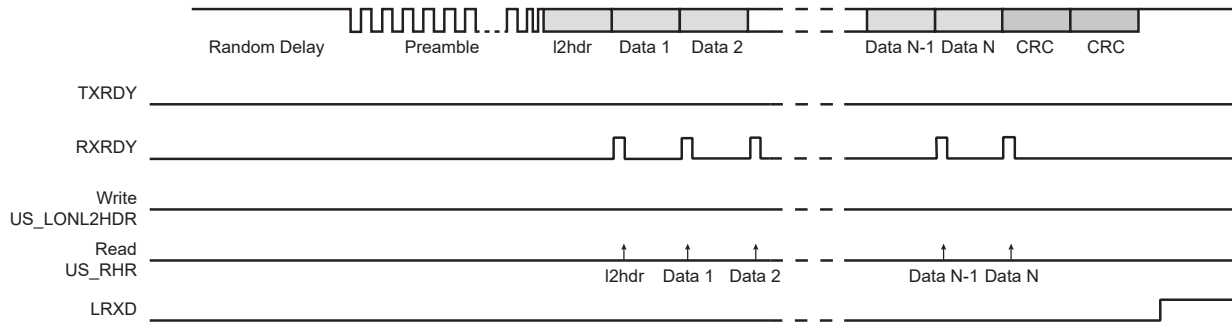 Random Delay Preamble l2hdr Data 1 Data 2 Data N-1 Data N CRC CRC
TXRDY
RXRDY
Write
US_LONL2HDR
Read
US_RHR
l2hdr Data 1 Data 2 Data N-1 Data N
LRXD